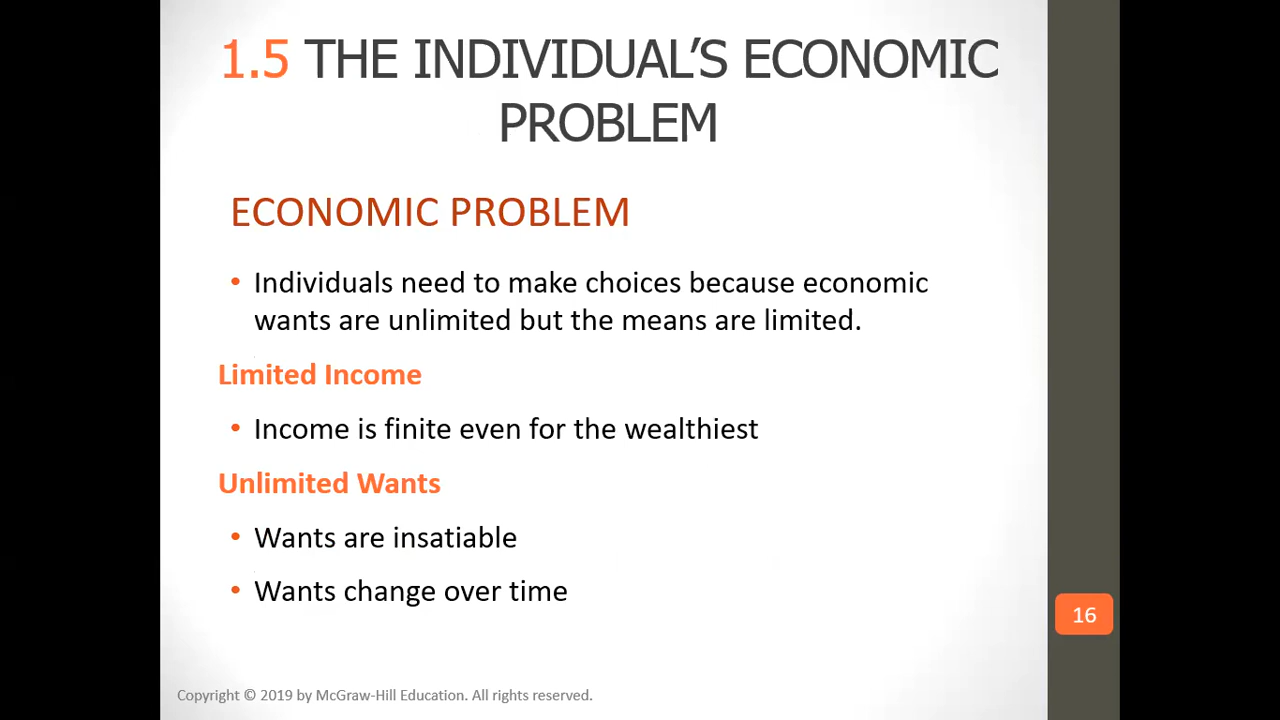 1.5 THE INDIVIDUAL’S ECONOMIC
PROBLEM
ECONOMIC PROBLEM
• Individuals need to make choices because economic
wants are unlimited but the means are limited.
Limited Income
• Income is finite even for the wealthiest
Unlimited Wants
• Wants are insatiable
• Wants change over time
16
Copyright © 2019 by McGraw-Hill Education. All rights reserved.